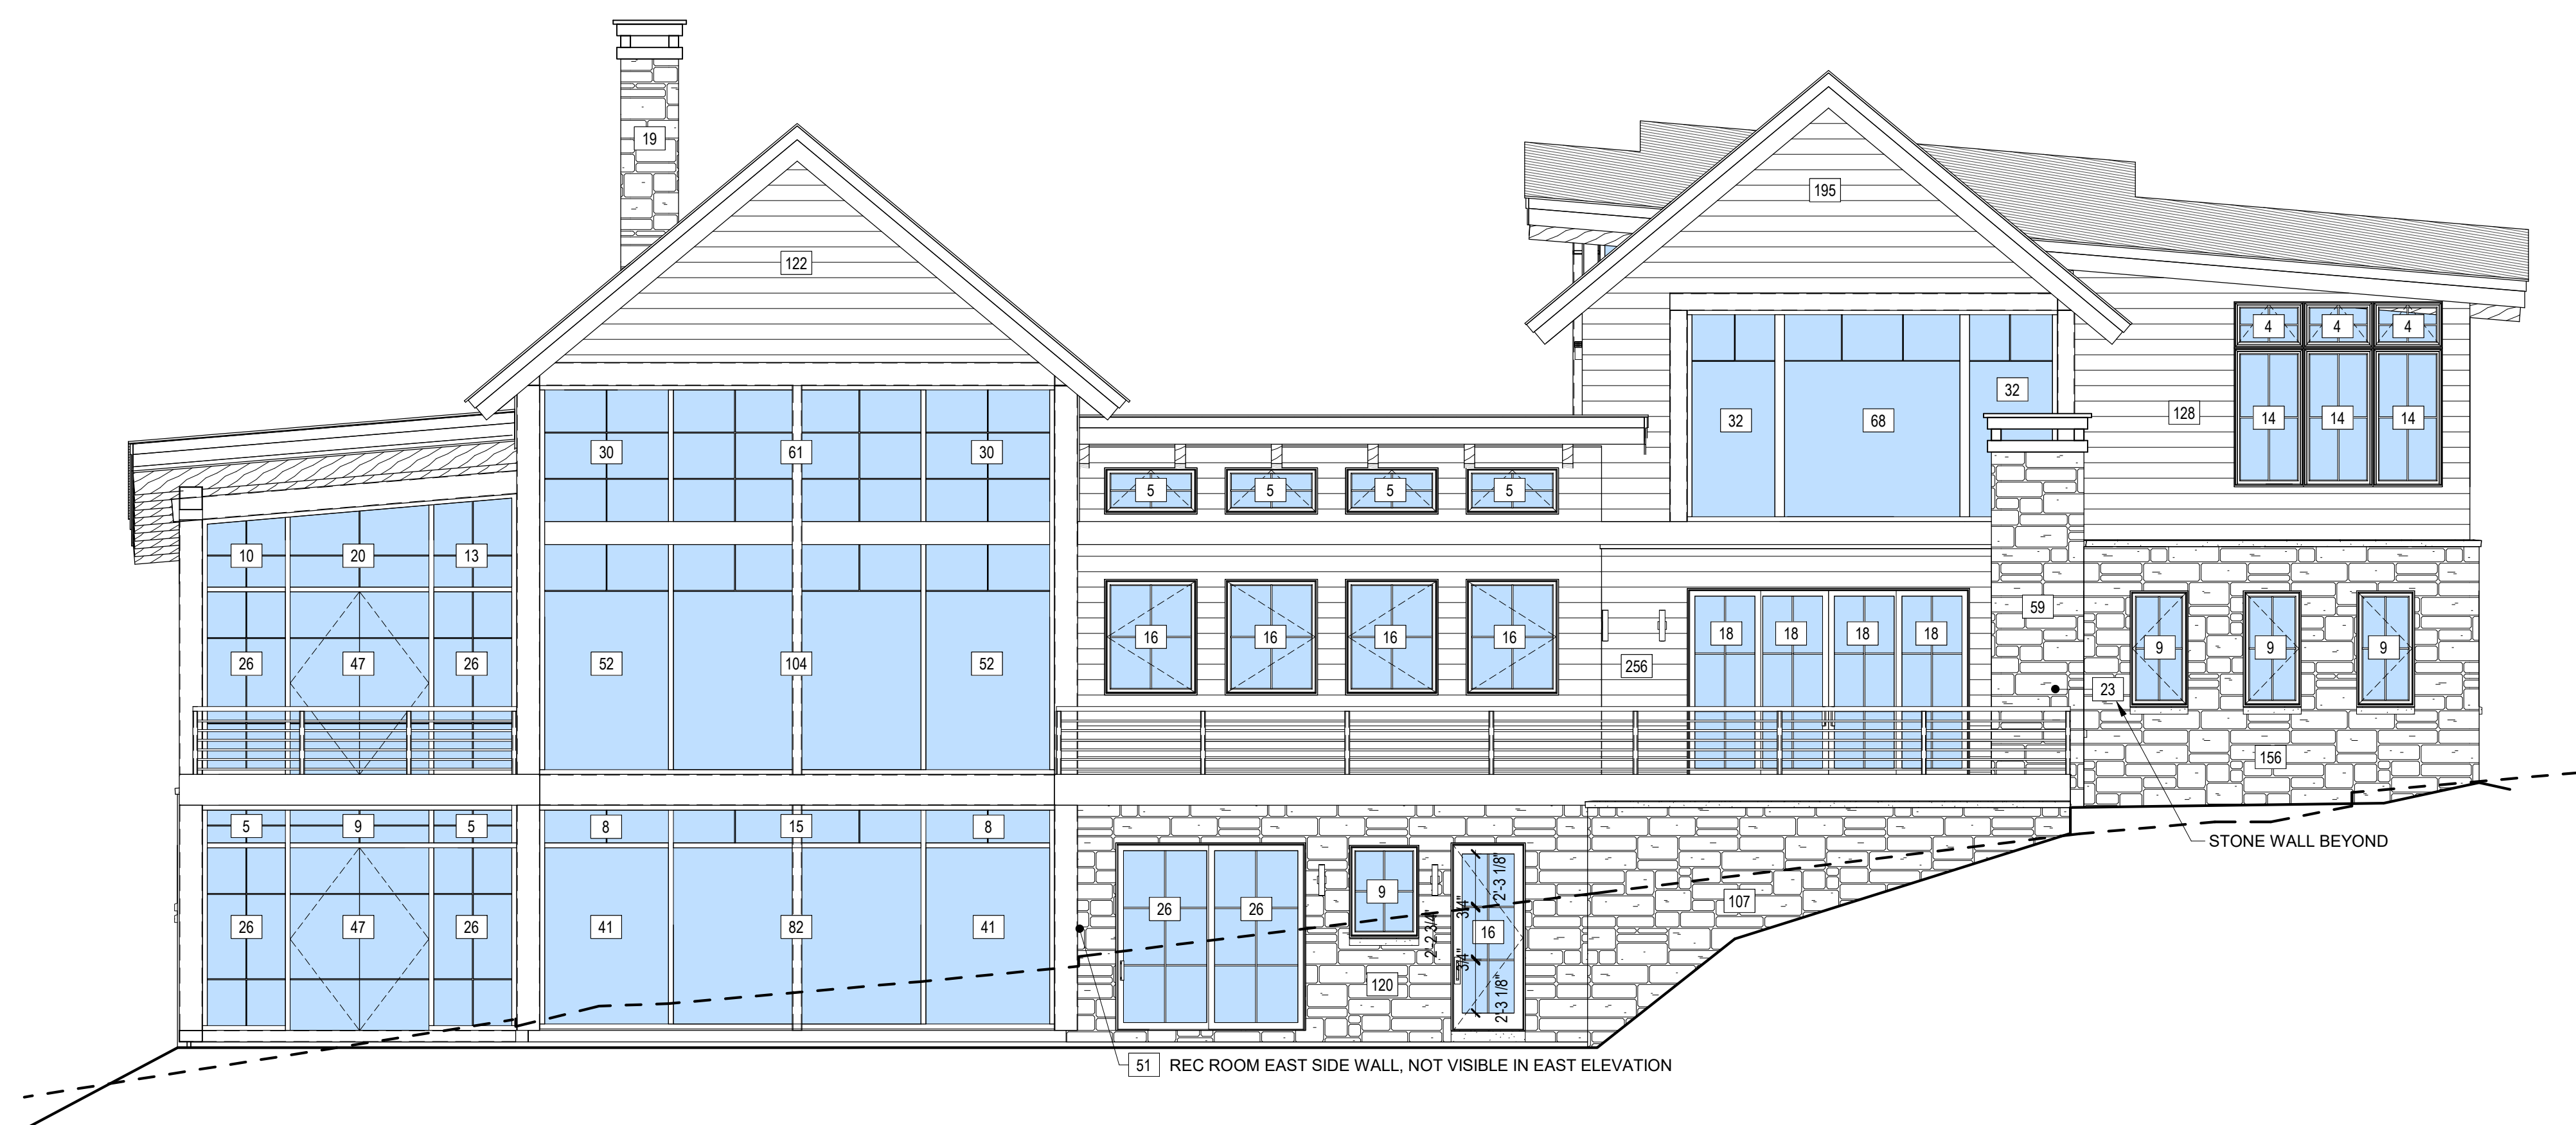 19
195
122
4 4 4
32
32 68 128 14 14 14
30 61 30
5 5 5 5
10 20 13
59
16 16 16 16 18 18 18 18
9 9 9
26 47 26 52 104 52 256
23
156
5 9 5 8 15 8
STONE WALL BEYOND
2'-3 1/8"
9
107
3/4"
26 26
26 47 26 41 82 41
16
2'-2 3/4"
3/4"
120
2'-3 1/8"
51 REC ROOM EAST SIDE WALL, NOT VISIBLE IN EAST ELEVATION